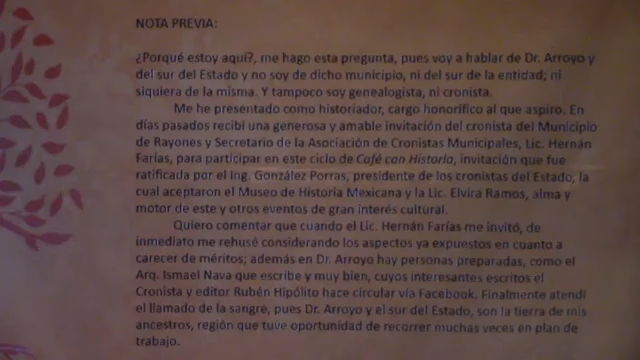 NOTA PREVIA:
¿Porqué estoy aquí?, me hago esta pregunta, pues voy a hablar de Dr. Arroyo y
del sur del Estado y no soy de dicho municipio, ni del sur de la entidad; ni
siquiera de la misma. Y tampoco soy genealogista, ni cronista.
Me he presentado como historiador, cargo honorifico al que aspiro. En
días pasados recibí una generosa y amable invitación del cronista del Municipio
de Rayones y Secretario de la Asociación de Cronistas Municipales, Lic. Hernán
Farías, para participar en este ciclo de Café con Historia, invitación que fue
ratificada por el Ing. González Porras, presidente de los cronistas del Estado, la
cual aceptaron el Museo de Historia Mexicana y la Lic. Elvira Ramos, alma y
motor de este y otros eventos de gran interés cultural.
Quiero comentar que cuando el Lic. Hernán Farías me invitó, de
inmediato me rehusé considerando los aspectos ya expuestos en cuanto a
carecer de méritos; además en Dr. Arroyo hay personas preparadas, como el
Arq. Ismael Nava que escribe y muy bien, cuyos interesantes escritos el
Cronista y editor Rubén Hipólito hace circular vía Facebook. Finalmente atendí
el llamado de la sangre, pues Dr. Arroyo y el sur del Estado, son la tierra de mis
ancestros, región que tuve oportunidad de recorrer muchas veces en plan de
trabajo.